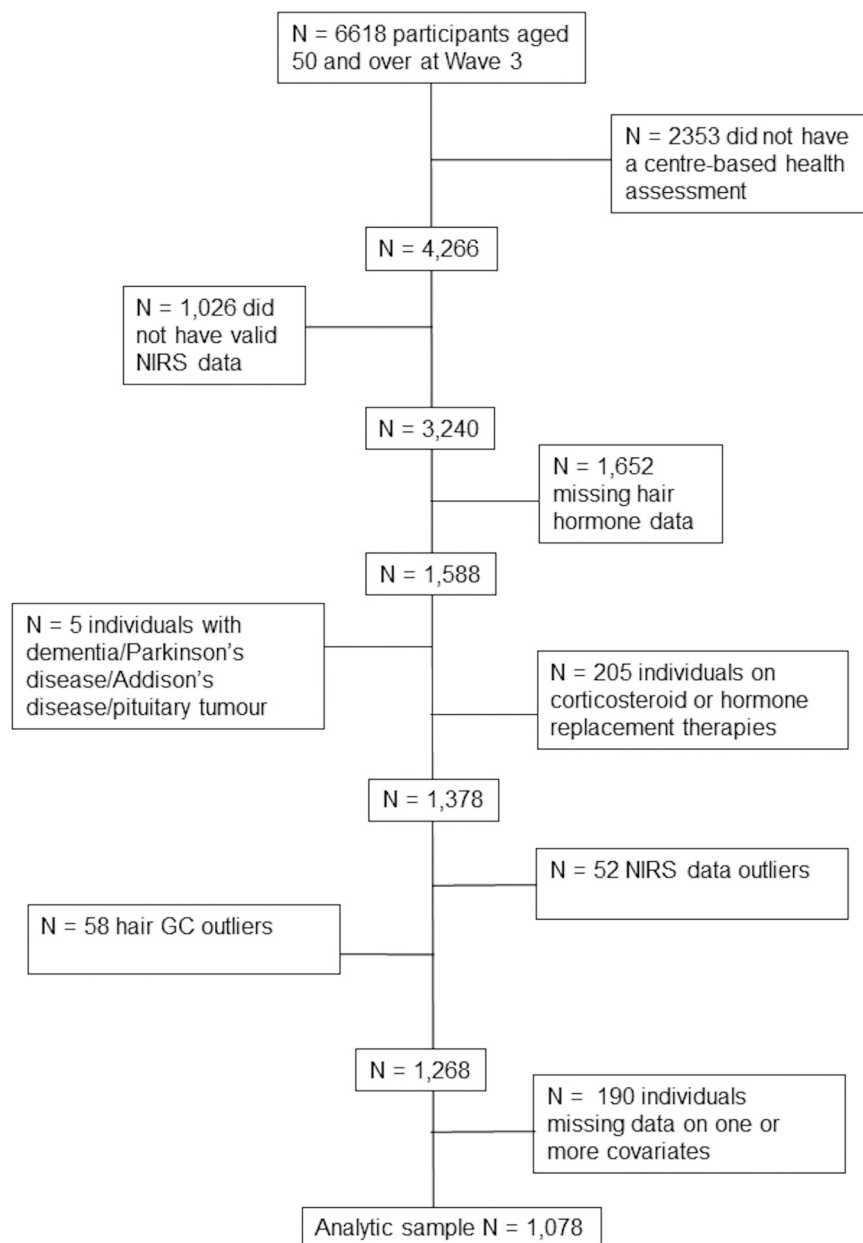 N = 6618 participants aged
50 and over at Wave 3
N = 2353 did not have
a centre-based health
assessment
N = 4,266
N = 1,026 did
not have valid
NIRS data
N = 3,240
N = 1,652
missing hair
hormone data
N = 1,588
N = 5 individuals with
dementia/Parkinson’s
disease/Addison’s
disease/pituitary tumour
N = 205 individuals on
corticosteroid or hormone
replacement therapies
N = 1,378
N = 52 NIRS data outliers
N = 58 hair GC outliers
N = 1,268
N = 190 individuals
missing data on one or
more covariates
Analytic sample N = 1,078